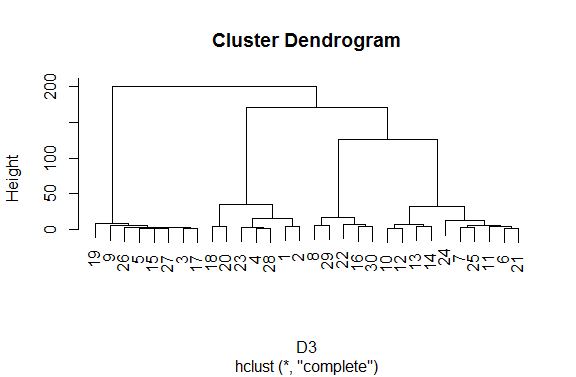 Cluster Dendrogram
Height
200
100
50
0
19 9 26 5 15 27 3 17 18 20 23 4 28 1 2 8 29 22 16 30 10 12 13 14 24 7 25 11 6 21
D3
hclust (*, "complete")